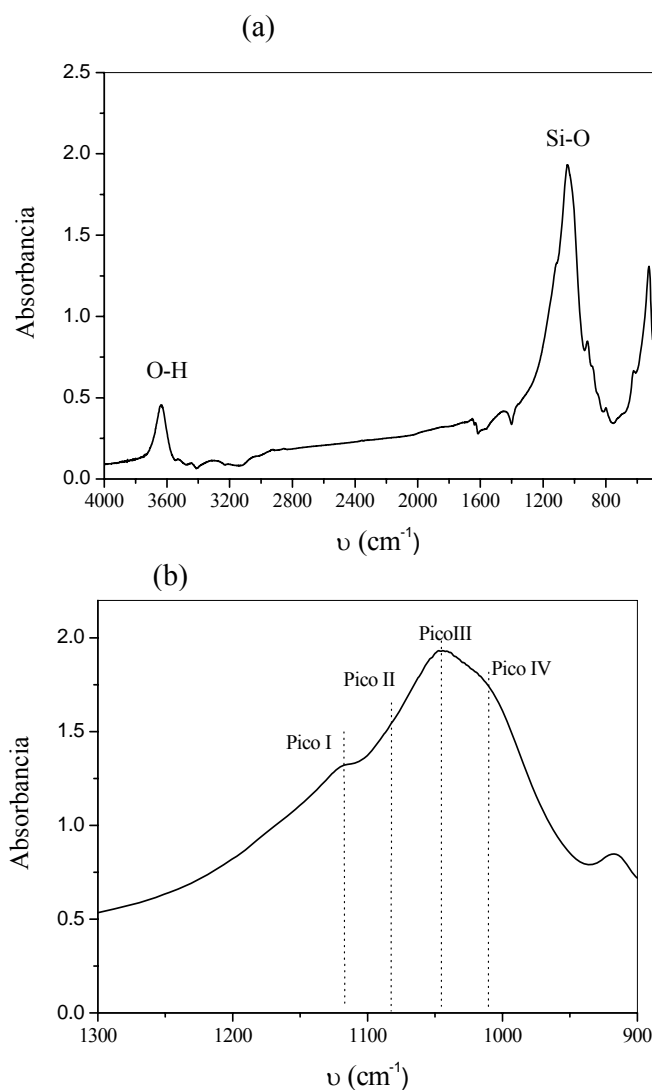 (a)
2.5
2.0
1.5
1.0
0.5
0.0
Absorbancia
O-H
Si-O
4000 3600 3200 2800 2400 2000 1600 1200 800
υ (cm-1)
(b)
2.0
1.5
1.0
0.5
0.0
Absorbancia
Pico I
Pico II
PicoIII
Pico IV
1300 1200 1100 1000 900
υ (cm-1)